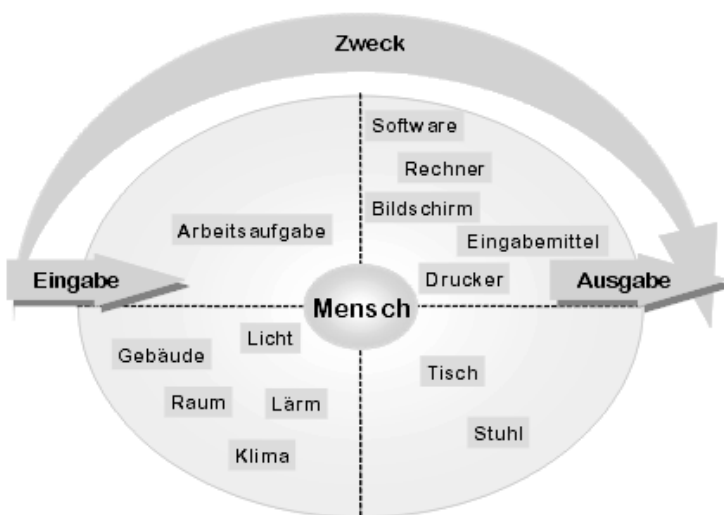 Zweck
Software
Rechner
Bildschirm
Arbeitsaufgabe
Eingabemittel
Eingabe
Drucker
Ausgabe
Mensch
Licht
Gebäude
Tisch
Raum
Lärm
Stuhl
Klima